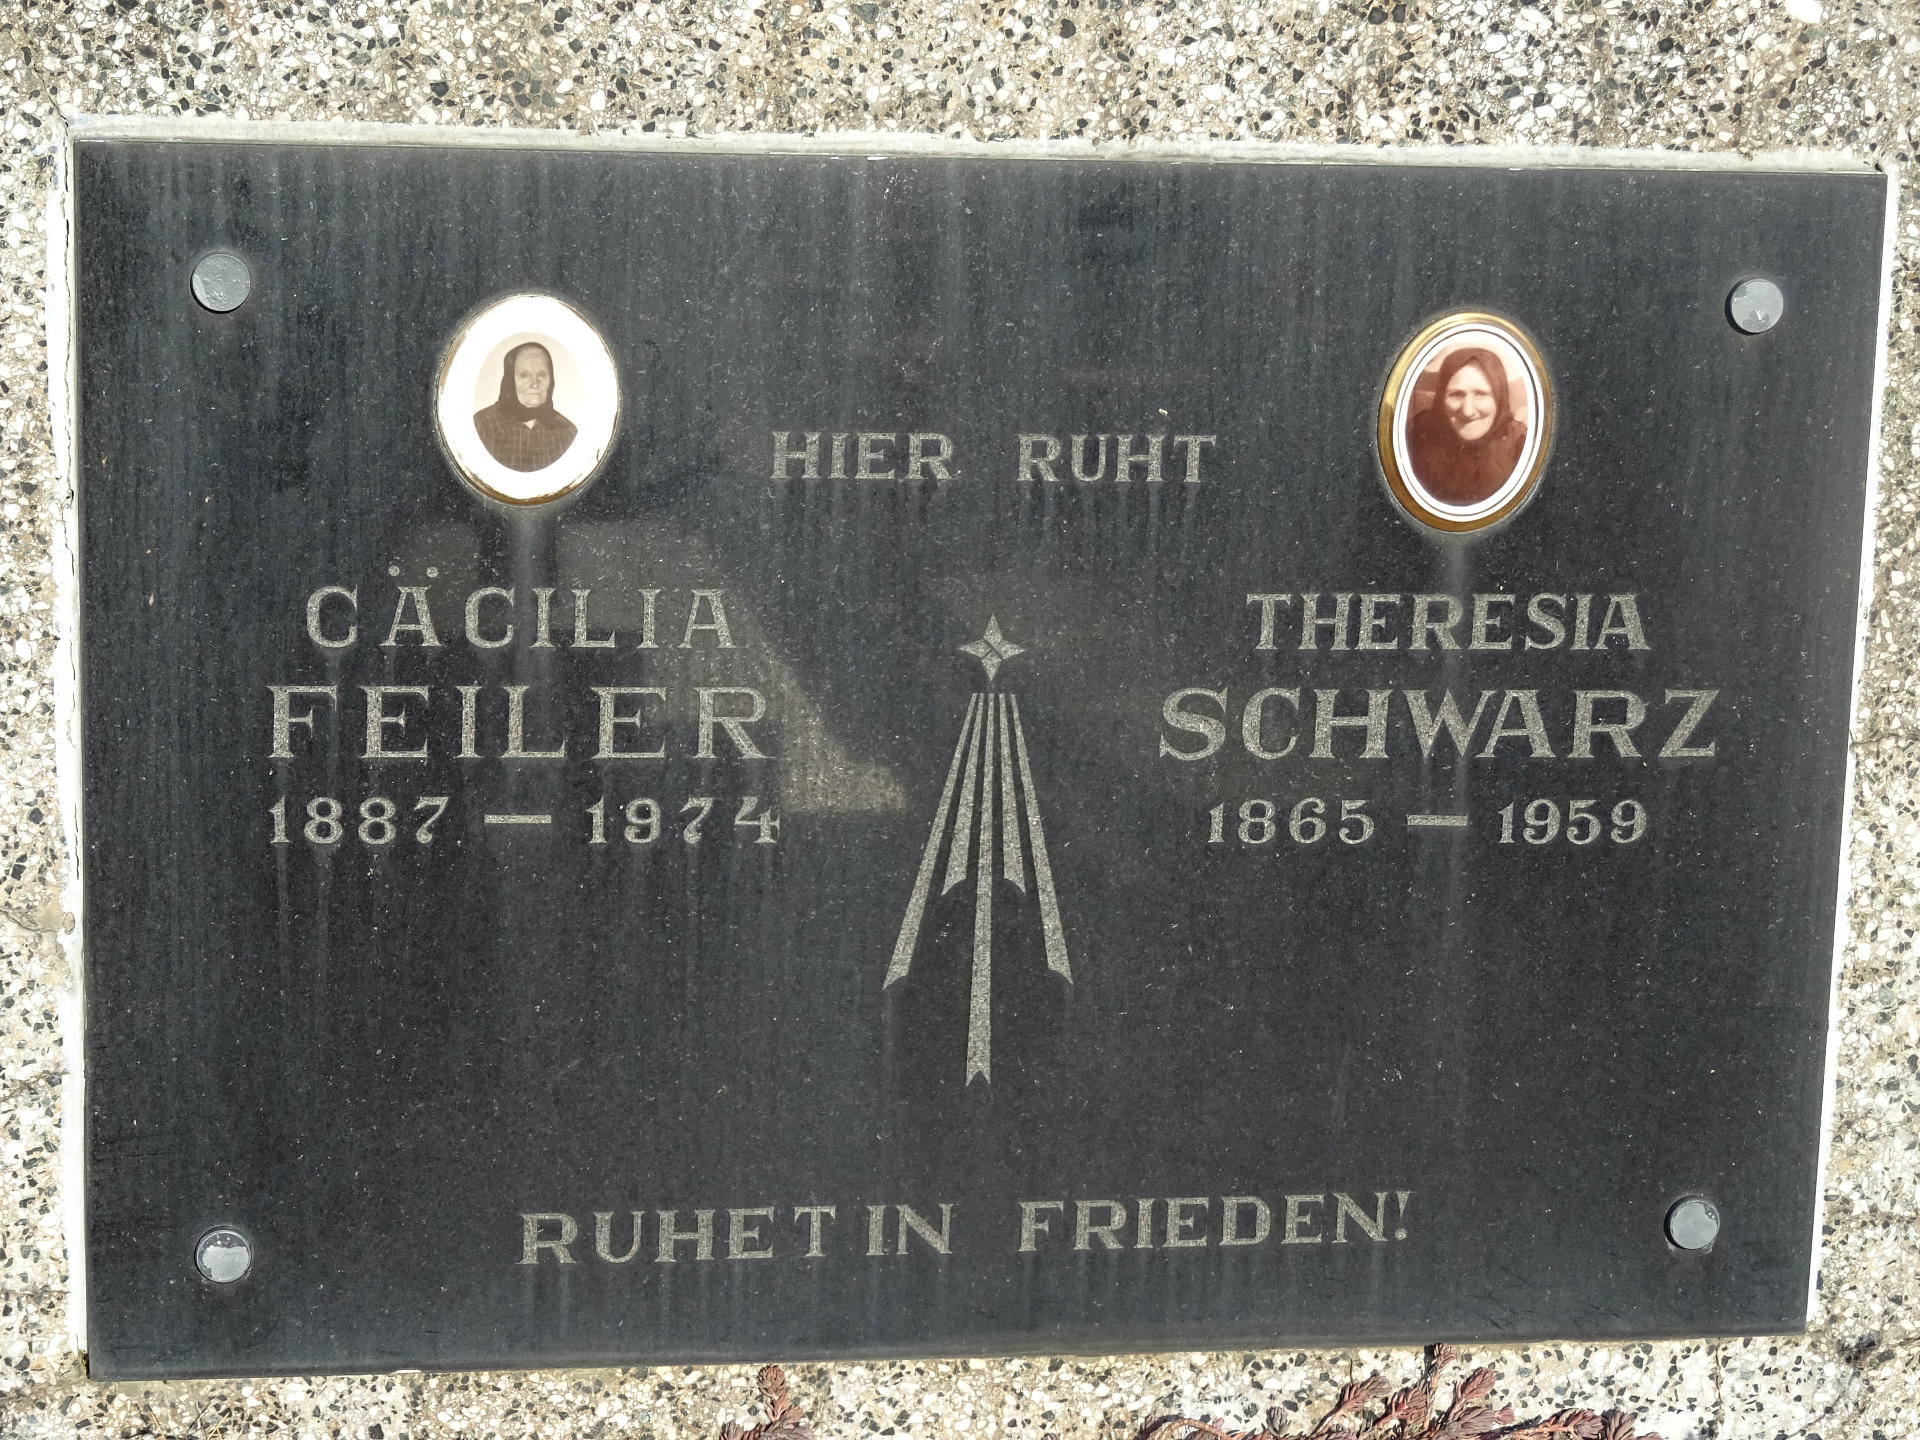 HIER RUHT
CÄCILIA
FEILER
1887 — 1974
THERESIA
SCHWARZ
1865 — 1959
RUHET IN FRIEDEN!